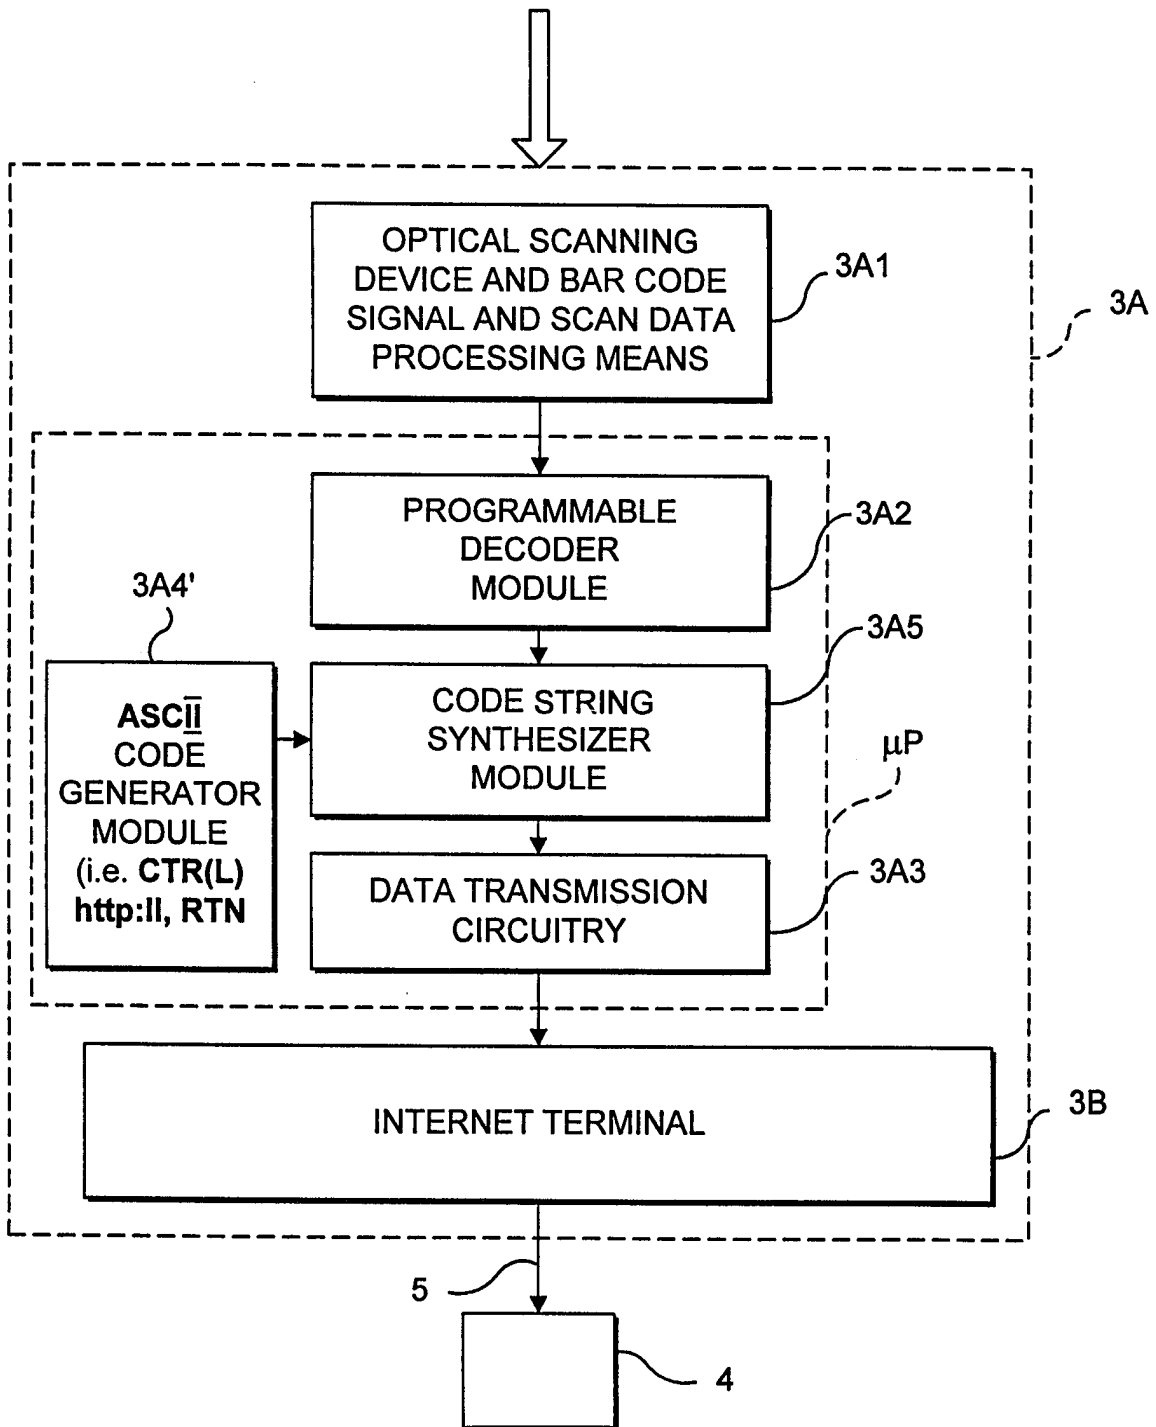 OPTICAL SCANNING
DEVICE AND BAR CODE
SIGNAL AND SCAN DATA
PROCESSING MEANS
3A1
3A
PROGRAMMABLE
DECODER
MODULE
3A2
3A4'
3A5
ASCII
CODE
GENERATOR
MODULE
(i.e. CTR(L)
http:II, RTN
CODE STRING
SYNTHESIZER
MODULE
µP
DATA TRANSMISSION
CIRCUITRY
3A3
INTERNET TERMINAL
3B
5
4